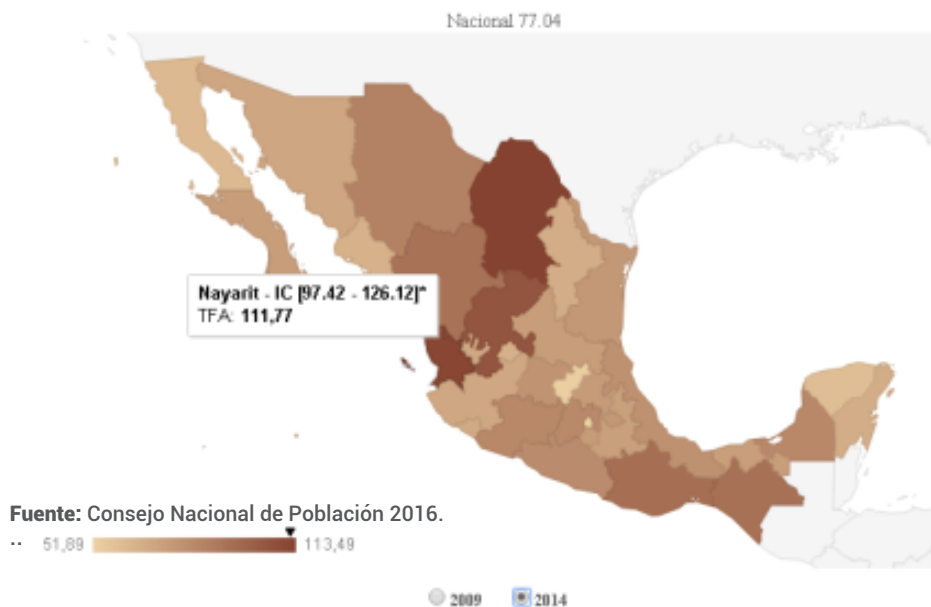 Nacional 77.04
Nayarit - IC [97.42 - 126.12]*
TFA: 111,77
Fuente: Consejo Nacional de Población 2016.
.. 51,89 113,49
2009 2014